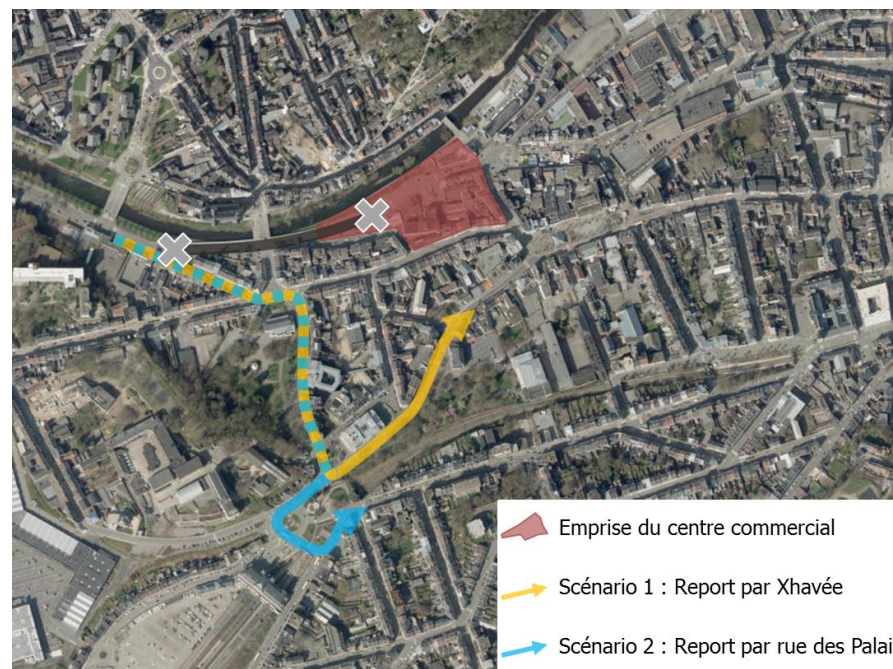 Emprise du centre commercial
Scénario 1 : Report par Xhavée
Scénario 2 : Report par rue des Palai